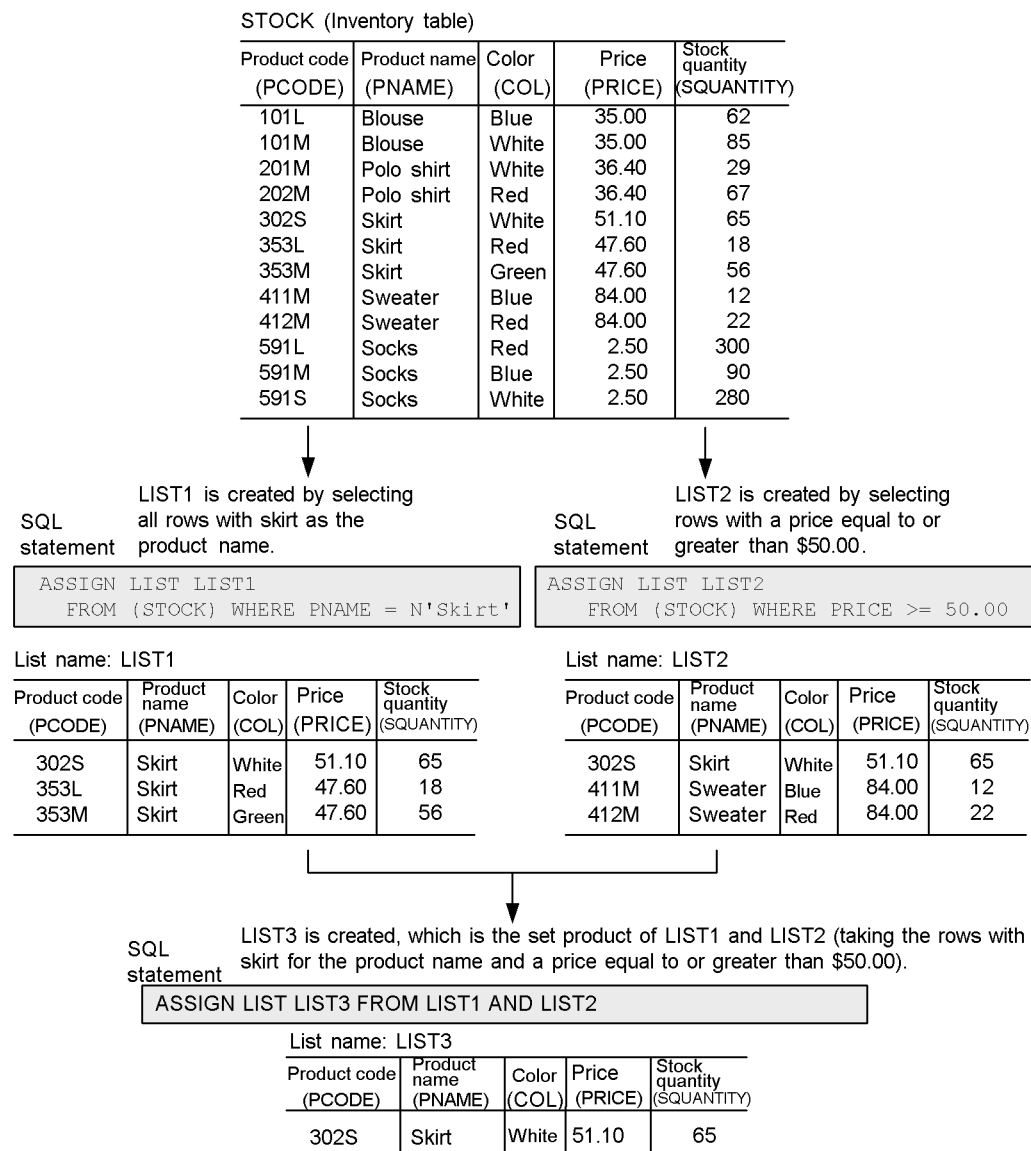 STOCK (Inventory table)
Product code Product name Color Price Stock quantity
(PCODE) (PNAME) (COL) (PRICE) (SQUANTITY)
101L Blouse Blue 35.00 62
101M Blouse White 35.00 85
201M Polo shirt White 36.40 29
202M Polo shirt Red 36.40 67
302S Skirt White 51.10 65
353L Skirt Red 47.60 18
353M Skirt Green 47.60 56
411M Sweater Blue 84.00 12
412M Sweater Red 84.00 22
591L Socks Red 2.50 300
591M Socks Blue 2.50 90
591S Socks White 2.50 280
SQL
statement
LIST1 is created by selecting
all rows with skirt as the
product name.
ASSIGN LIST LIST1
FROM (STOCK) WHERE PNAME = N'Skirt'
List name: LIST1
Product code Product name Color Price Stock quantity
(PCODE) (PNAME) (COL) (PRICE) (SQUANTITY)
302S Skirt White 51.10 65
353L Skirt Red 47.60 18
353M Skirt Green 47.60 56
SQL
statement
LIST2 is created by selecting
rows with a price equal to or
greater than $50.00.
ASSIGN LIST LIST2
FROM (STOCK) WHERE PRICE >= 50.00
List name: LIST2
Product code Product name Color Price Stock quantity
(PCODE) (PNAME) (COL) (PRICE) (SQUANTITY)
302S Skirt White 51.10 65
411M Sweater Blue 84.00 12
412M Sweater Red 84.00 22
SQL
statement
LIST3 is created, which is the set product of LIST1 and LIST2 (taking the rows with
skirt for the product name and a price equal to or greater than $50.00).
ASSIGN LIST LIST3 FROM LIST1 AND LIST2
List name: LIST3
Product code Product name Color Price Stock quantity
(PCODE) (PNAME) (COL) (PRICE) (SQUANTITY)
302S Skirt White 51.10 65